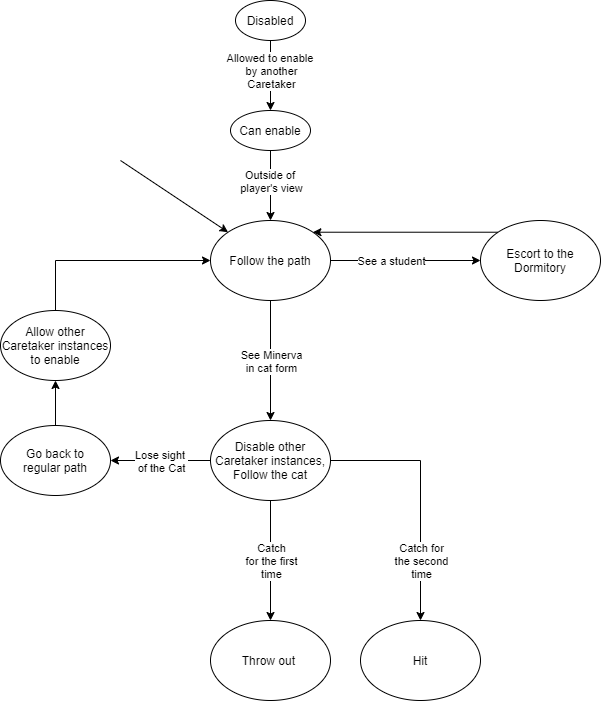 Disabled
Allowed to enable
by another
Caretaker
Can enable
Outside of
player's view
Follow the path
See a student
Escort to the
Dormitory
Allow other
Caretaker instances
to enable
See Minerva
in cat form
Go back to
regular path
Lose sight
of the Cat
Disable other
Caretaker instances,
Follow the cat
Catch
for the first
time
Catch for
the second
time
Throw out
Hit